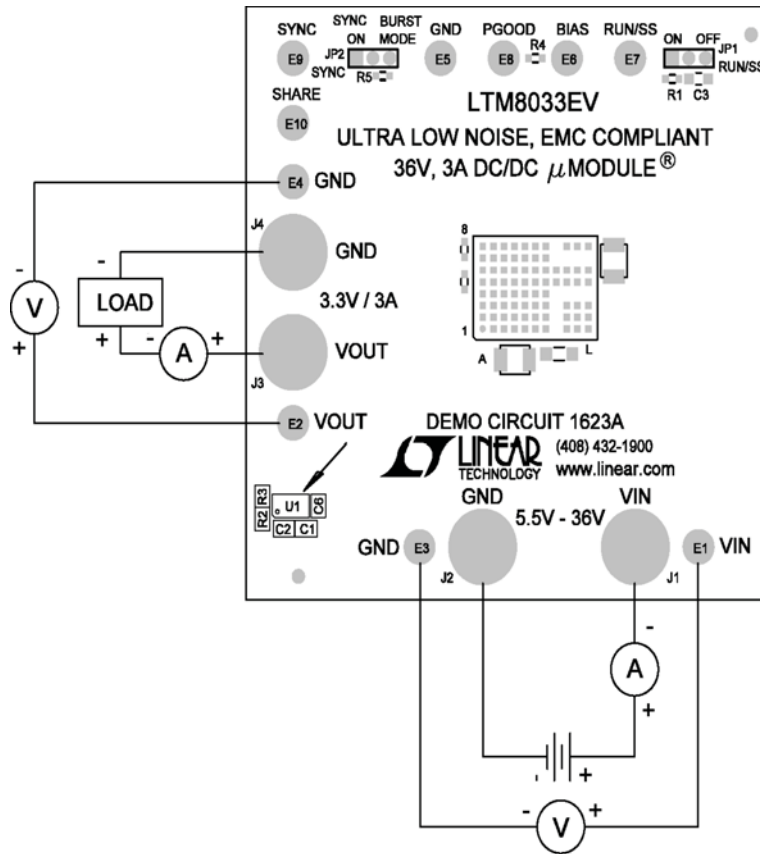 SYNC
SYNC BURST
ON MODE
JP2
SYNC
R5
GND
PGOOD
R4
BIAS
RUN/SS
ON OFF
JP1
RUN/SS
R1 C3
E9
E5
E8
E6
E7
SHARE
E10
LTM8033EV
ULTRA LOW NOISE, EMC COMPLIANT
36V, 3A DC/DC µMODULE®
E4 GND
J4
GND
8
- 
-
V
LOAD
3.3V / 3A
+
+ - A +
VOUT
J3
1
A L
E2 VOUT
DEMO CIRCUIT 1623A
LINEAR
TECHNOLOGY
(408) 432-1900
www.linear.com
R3
R2
U1
C6
C2 C1
GND VIN
5.5V - 36V
GND E3
J2
J1
E1 VIN
-
A
+
- +
- V +